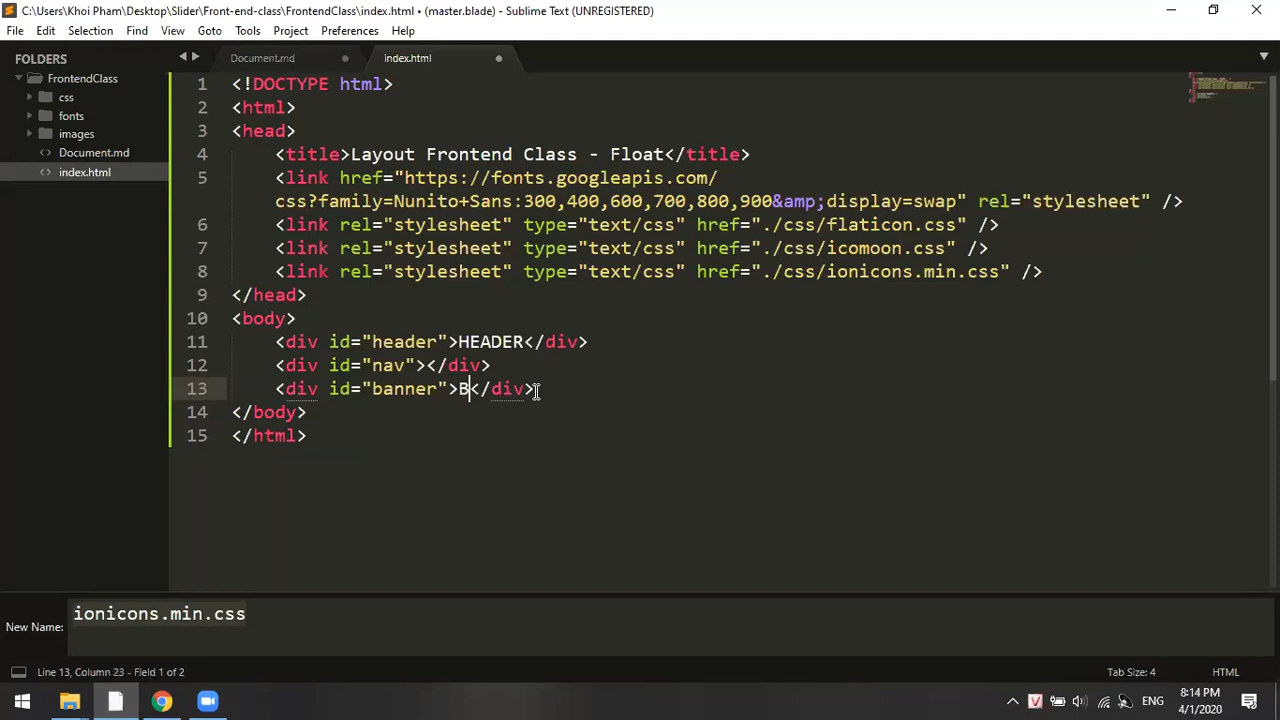 C:\Users\Khoi Pham\Desktop\Slider\Front-end-class\FrontendClass\index.html • (master.blade) - Sublime Text (UNREGISTERED)
File Edit Selection Find View Goto Tools Project Preferences Help
FOLDERS
FrontendClass
css
fonts
images
Document.md
index.html
Document.md index.html
1 <!DOCTYPE html>
2 <html>
3 <head>
4 <title>Layout Frontend Class - Float</title>
5 <link href="https://fonts.googleapis.com/
css?family=Nunito+Sans:300,400,600,700,800,900&amp;display=swap" rel="stylesheet" />
6 <link rel="stylesheet" type="text/css" href="./css/flaticon.css" />
7 <link rel="stylesheet" type="text/css" href="./css/icomoon.css" />
8 <link rel="stylesheet" type="text/css" href="./css/ionicons.min.css" />
9 </head>
10 <body>
11 <div id="header">HEADER</div>
12 <div id="nav"></div>
13 <div id="banner">B</div>
14 </body>
15 </html>
New Name: ionicons.min.css
Line 13, Column 23 - Field 1 of 2 Tab Size: 4 HTML
ENG
8:14 PM
4/1/2020